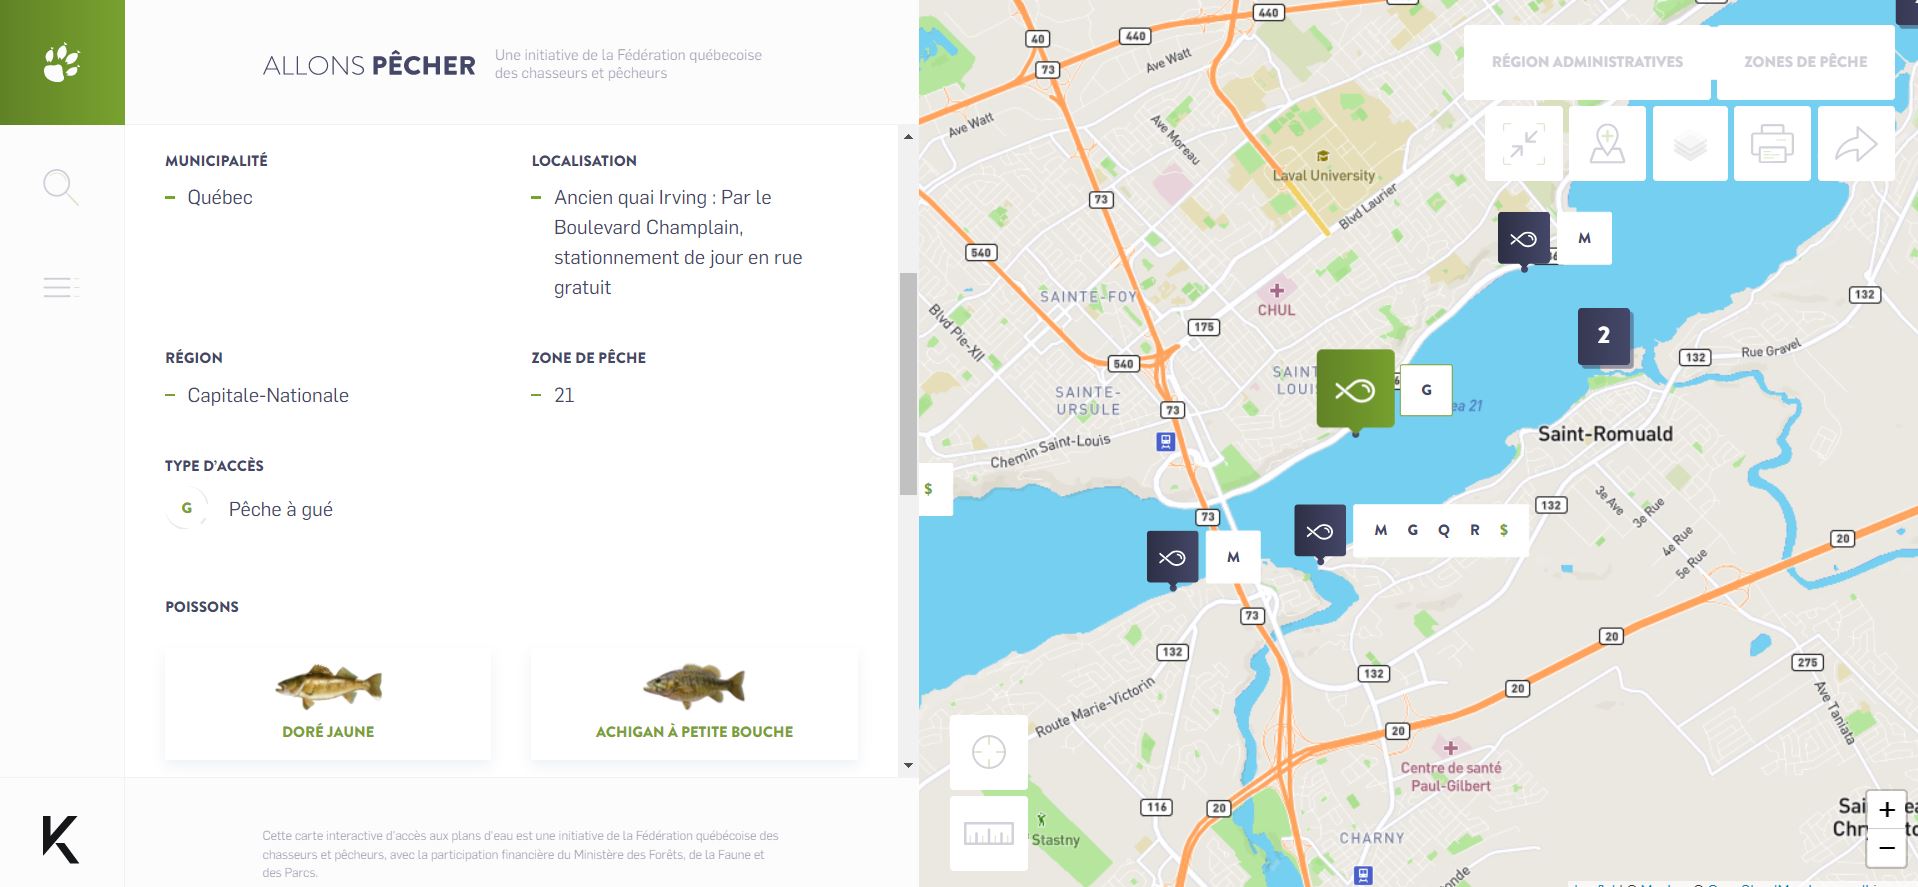 ALLONS PÊCHER
Une initiative de la Fédération québecoise
des chasseurs et pêcheurs
MUNICIPALITÉ
Québec
LOCALISATION
Ancien quai Irving : Par le
Boulevard Champlain,
stationnement de jour en rue
gratuit
RÉGION
Capitale-Nationale
ZONE DE PÊCHE
21
TYPE D'ACCÈS
G
Pêche à gué
POISSONS
DORÉ JAUNE
ACHIGAN À PETITE BOUCHE
K
Cette carte interactive d'accès aux plans d'eau est une initiative de la Fédération québécoise des
chasseurs et pêcheurs, avec la participation financière du Ministère des Forêts, de la Faune et
des Parcs.
RÉGION ADMINISTRATIVES
ZONES DE PÊCHE
440
40
440
73
Ave Watt
Ave Watt
Ave Moreau
Laval University
Blvd Laurier
73
540
M
SAINTE-FOY
CHUL
132
Blvd Pie-XII
175
2
132
Rue Gravel
540
SAINT
LOUIS
G
ea 21
SAINTE-
URSULE
73
Chemin Saint-Louis
Saint-Romuald
$
132
3e Ave
3e Rue
73
M G Q R $
4e Rue
5e Rue
20
M
73
132
20
275
132
20
Route Marie-Victorin
Ave Taniata
20
Centre de santé
Paul-Gilbert
116
20
Stastny
CHARNY
Sai
Chr
+
−